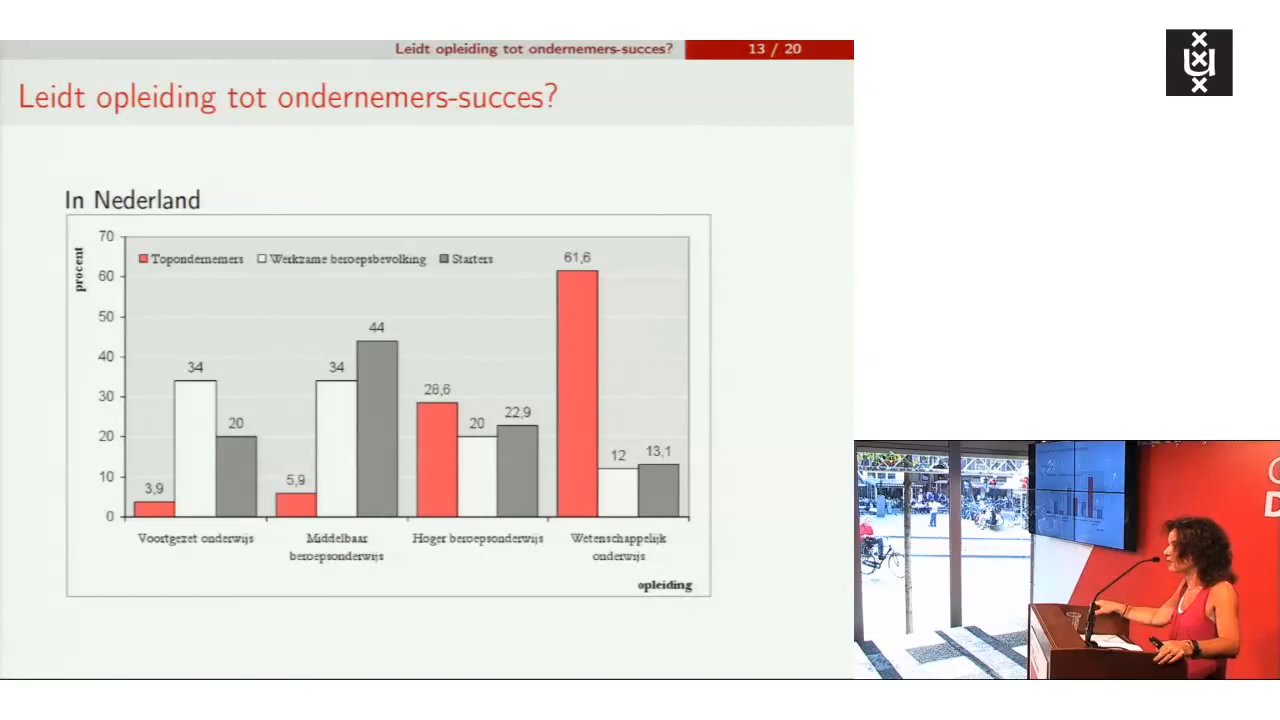 Leidt opleiding tot ondernemers-succes?
13 / 20
Leidt opleiding tot ondernemers-succes?
In Nederland
procent
70
60
50
40
30
20
10
0
Topondernemers
Werkzame beroepsbevolking
Starters
3,9
34
20
5,9
34
44
28,6
20
22,9
61,6
12
13,1
Voortgezet onderwijs
Middelbaar
beroepsonderwijs
Hoger beroepsonderwijs
Wetenschappelijk
onderwijs
opleiding